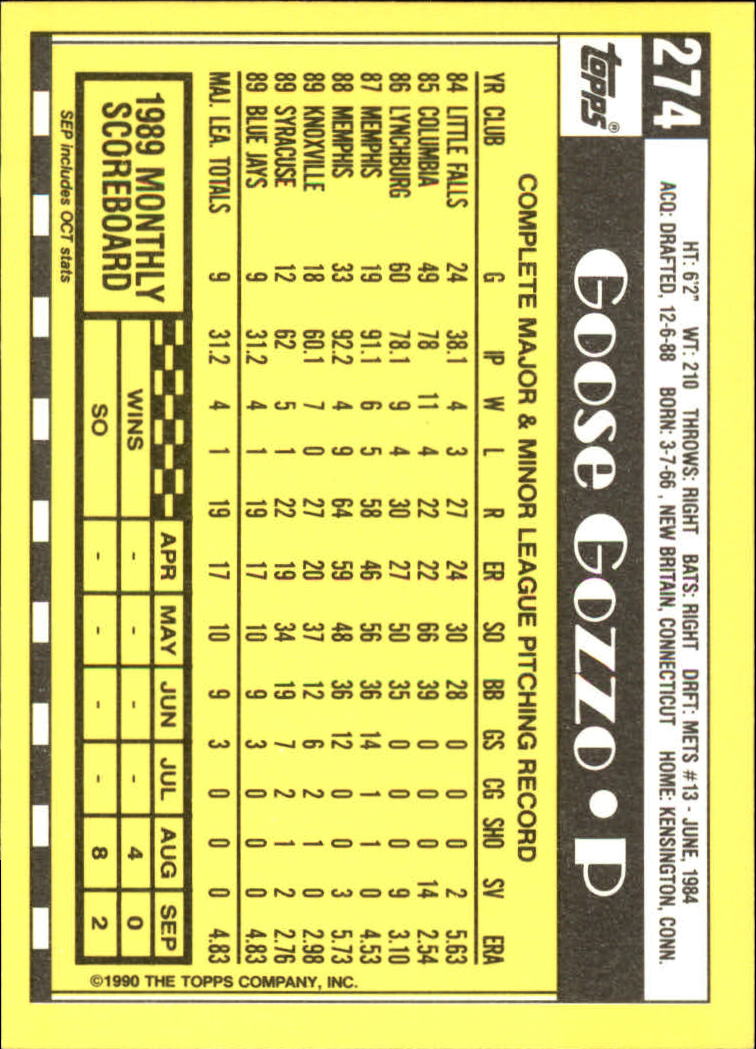 274
HT: 6'2" WT: 210 THROWS: RIGHT BATS: RIGHT DRFT: METS #13 - JUNE, 1984
ACQ: DRAFTED, 12-6-88 BORN: 3-7-66, NEW BRITAIN, CONNECTICUT HOME: KENSINGTON, CONN.
topps®
GOOSE GOZZO • P
COMPLETE MAJOR & MINOR LEAGUE PITCHING RECORD
YR CLUB G IP W L R ER SO BB GS CG SHO SV ERA
84 LITTLE FALLS 24 38.1 4 3 27 24 30 28 0 0 0 2 5.63
85 COLUMBIA 49 78 11 4 22 22 66 39 0 0 0 14 2.54
86 LYNCHBURG 60 78.1 9 4 30 27 50 35 0 0 0 9 3.10
87 MEMPHIS 19 91.1 6 5 58 46 56 36 14 1 1 0 4.53
88 MEMPHIS 33 92.2 4 9 64 59 48 36 12 0 0 3 5.73
89 KNOXVILLE 18 60.1 7 0 27 20 37 12 6 2 1 0 2.98
89 SYRACUSE 12 62 5 1 22 19 34 19 7 2 1 2 2.76
89 BLUE JAYS 9 31.2 4 1 19 17 10 9 3 0 0 0 4.83
MAJ. LEA. TOTALS 9 31.2 4 1 19 17 10 9 3 0 0 0 4.83
1989 MONTHLY
SCOREBOARD
APR MAY JUN JUL AUG SEP
WINS - - - - 4 0
SO - - - - 8 2
SEP includes OCT stats
©1990 THE TOPPS COMPANY, INC.